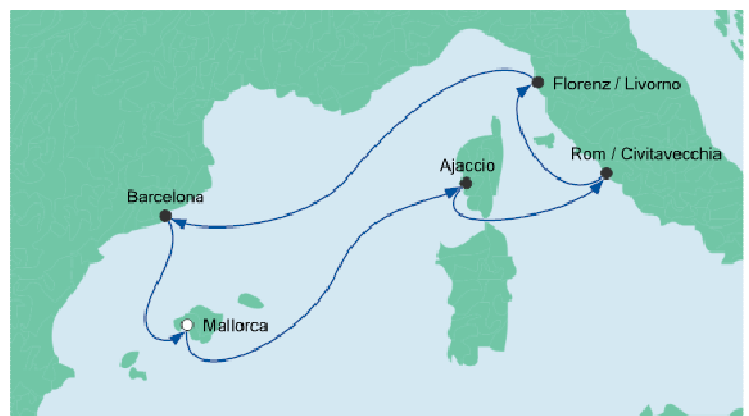 Florenz / Livorno
Rom / Civitavecchia
Ajaccio
Barcelona
Mallorca